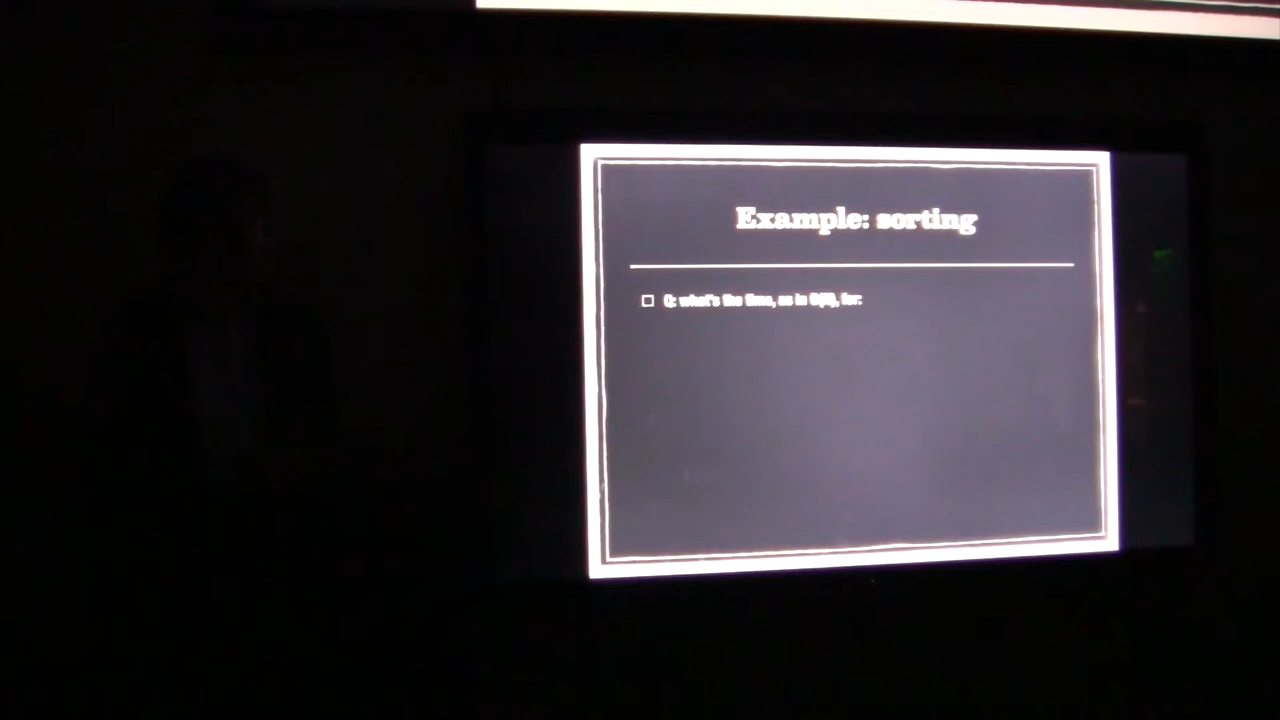 Example: sorting
Q: what's the time, as in O(?), for: